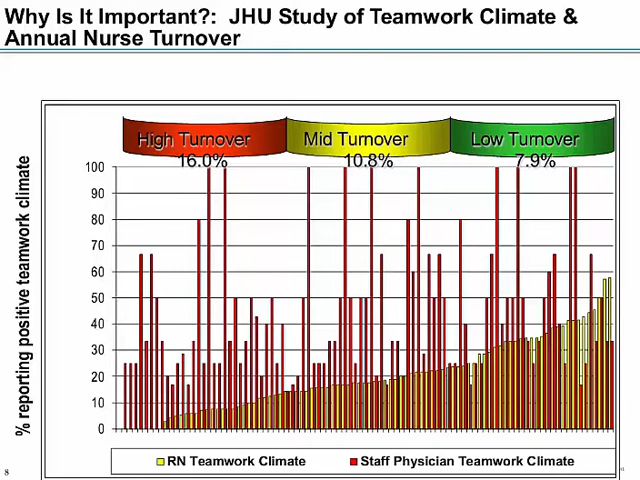 Why Is It Important?: JHU Study of Teamwork Climate &
Annual Nurse Turnover
High Turnover
16.0%
Mid Turnover
10.8%
Low Turnover
7.9%
% reporting positive teamwork climate
100
90
80
70
60
50
40
30
20
10
0
RN Teamwork Climate
Staff Physician Teamwork Climate
8